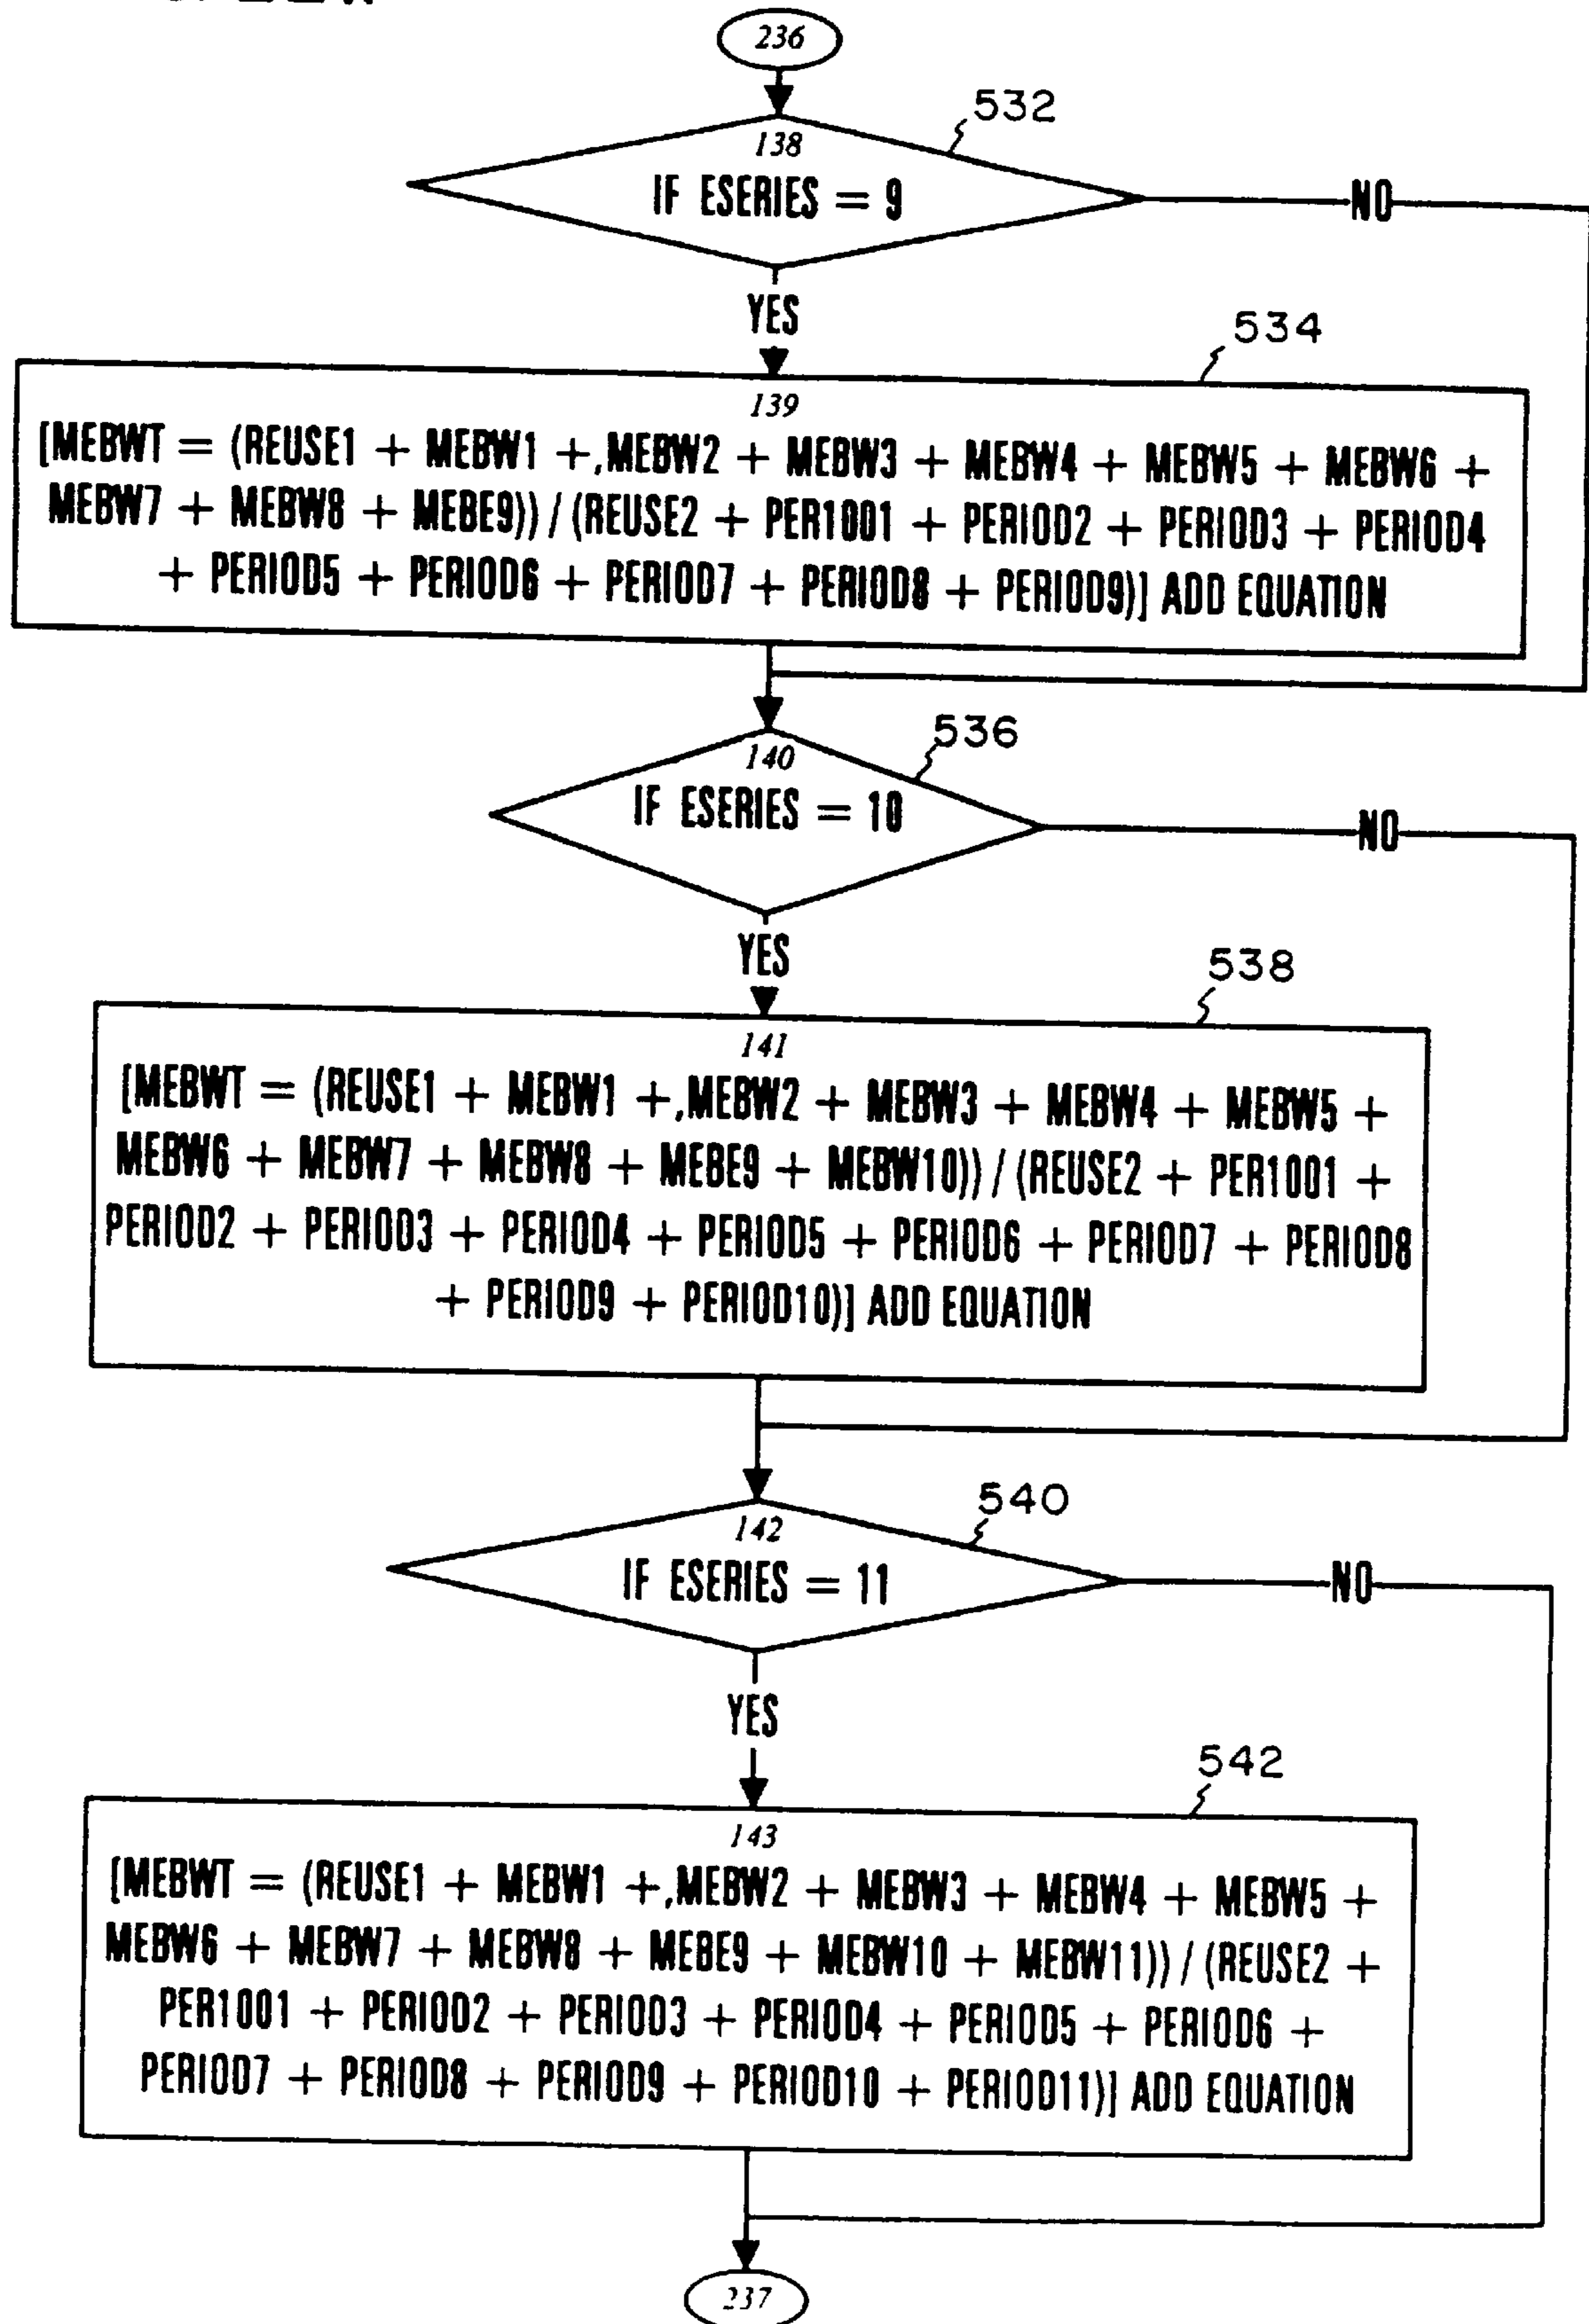 236
532
138
IF ESERIES = 9
NO
YES
534
139
[MEBWT = (REUSE1 + MEBW1 +,MEBW2 + MEBW3 + MEBW4 + MEBW5 + MEBW6 +
MEBW7 + MEBW8 + MEBE9)) / (REUSE2 + PER1001 + PERIOD2 + PERIOD3 + PERIOD4
+ PERIOD5 + PERIOD6 + PERIOD7 + PERIOD8 + PERIOD9)] ADD EQUATION
536
140
IF ESERIES = 10
NO
YES
538
141
[MEBWT = (REUSE1 + MEBW1 +,MEBW2 + MEBW3 + MEBW4 + MEBW5 +
MEBW6 + MEBW7 + MEBW8 + MEBE9 + MEBW10)) / (REUSE2 + PER1001 +
PERIOD2 + PERIOD3 + PERIOD4 + PERIOD5 + PERIOD6 + PERIOD7 + PERIOD8
+ PERIOD9 + PERIOD10)] ADD EQUATION
540
142
IF ESERIES = 11
NO
YES
542
143
[MEBWT = (REUSE1 + MEBW1 +,MEBW2 + MEBW3 + MEBW4 + MEBW5 +
MEBW6 + MEBW7 + MEBW8 + MEBE9 + MEBW10 + MEBW11)) / (REUSE2 +
PER1001 + PERIOD2 + PERIOD3 + PERIOD4 + PERIOD5 + PERIOD6 +
PERIOD7 + PERIOD8 + PERIOD9 + PERIOD10 + PERIOD11)] ADD EQUATION
237